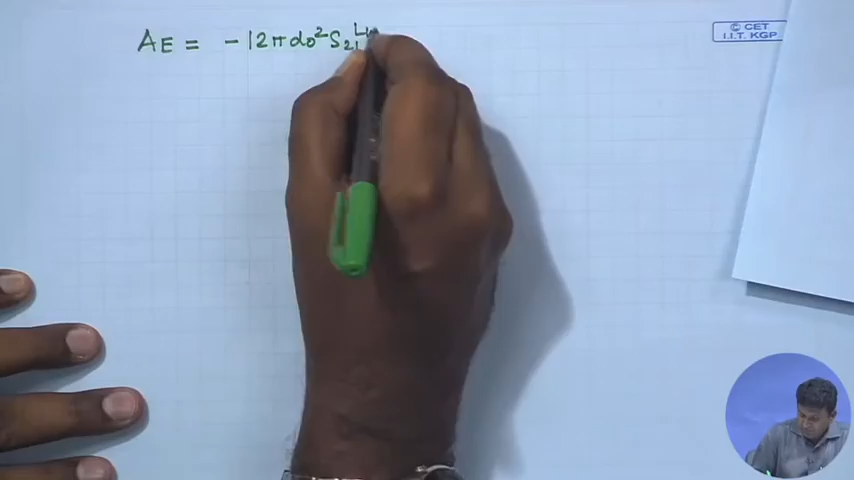 AE = -12πd₀²S₂₁
© CET
I.I.T. KGP